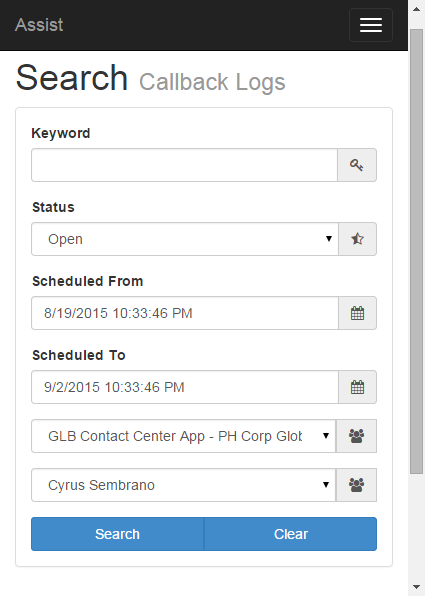 Assist
Search Callback Logs
Keyword
Status
Open
Scheduled From
8/19/2015 10:33:46 PM
Scheduled To
9/2/2015 10:33:46 PM
GLB Contact Center App - PH Corp Glot
Cyrus Sembrano
Search Clear